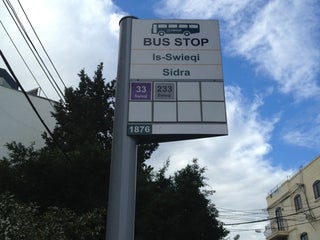 BUS STOP
Is-Swieqi
Sidra
33
233
1876